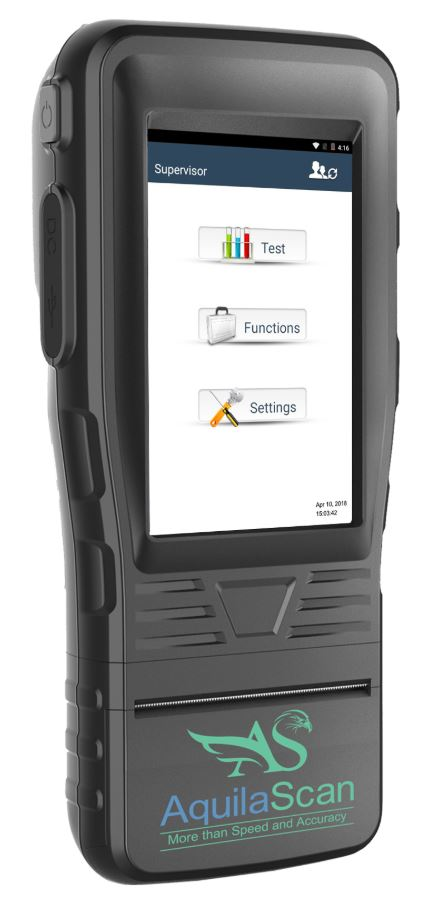 4:16
Supervisor
Test
Functions
Settings
Apr 10, 2018
15:03:42
DC
AS
AquilaScan
More than Speed and Accuracy